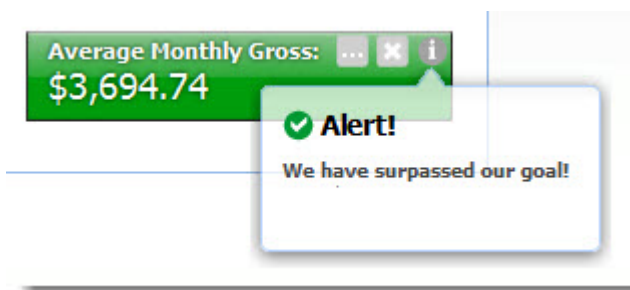 Average Monthly Gross: ...
$3,694.74
Alert!
We have surpassed our goal!